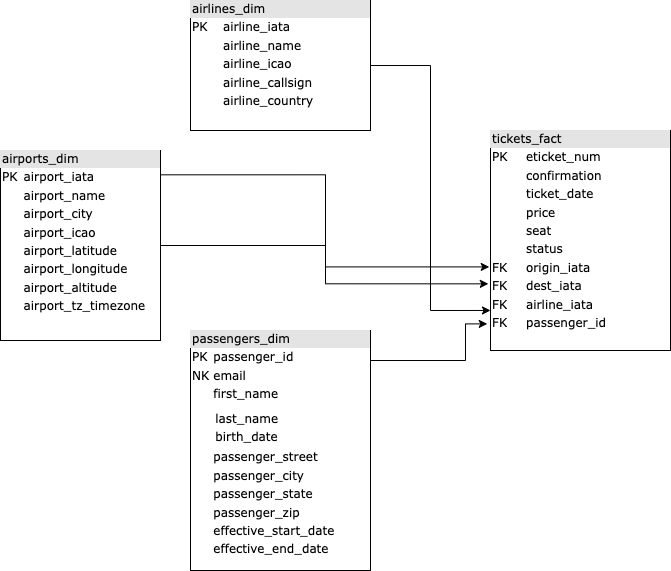 airlines_dim
PK airline_iata
airline_name
airline_icao
airline_callsign
airline_country
airports_dim
PK airport_iata
airport_name
airport_city
airport_icao
airport_latitude
airport_longitude
airport_altitude
airport_tz_timezone
tickets_fact
PK eticket_num
confirmation
ticket_date
price
seat
status
FK origin_iata
FK dest_iata
FK airline_iata
FK passenger_id
passengers_dim
PK passenger_id
NK email
first_name
last_name
birth_date
passenger_street
passenger_city
passenger_state
passenger_zip
effective_start_date
effective_end_date